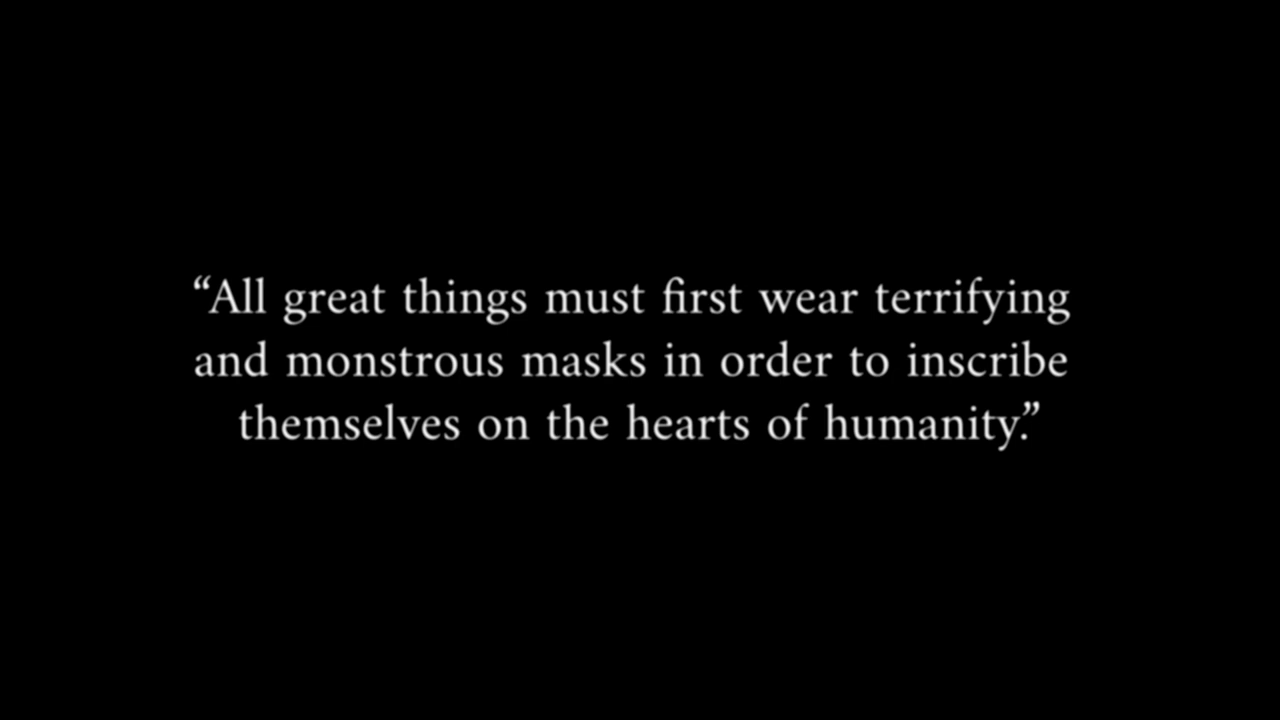 “All great things must first wear terrifying
and monstrous masks in order to inscribe
themselves on the hearts of humanity.”